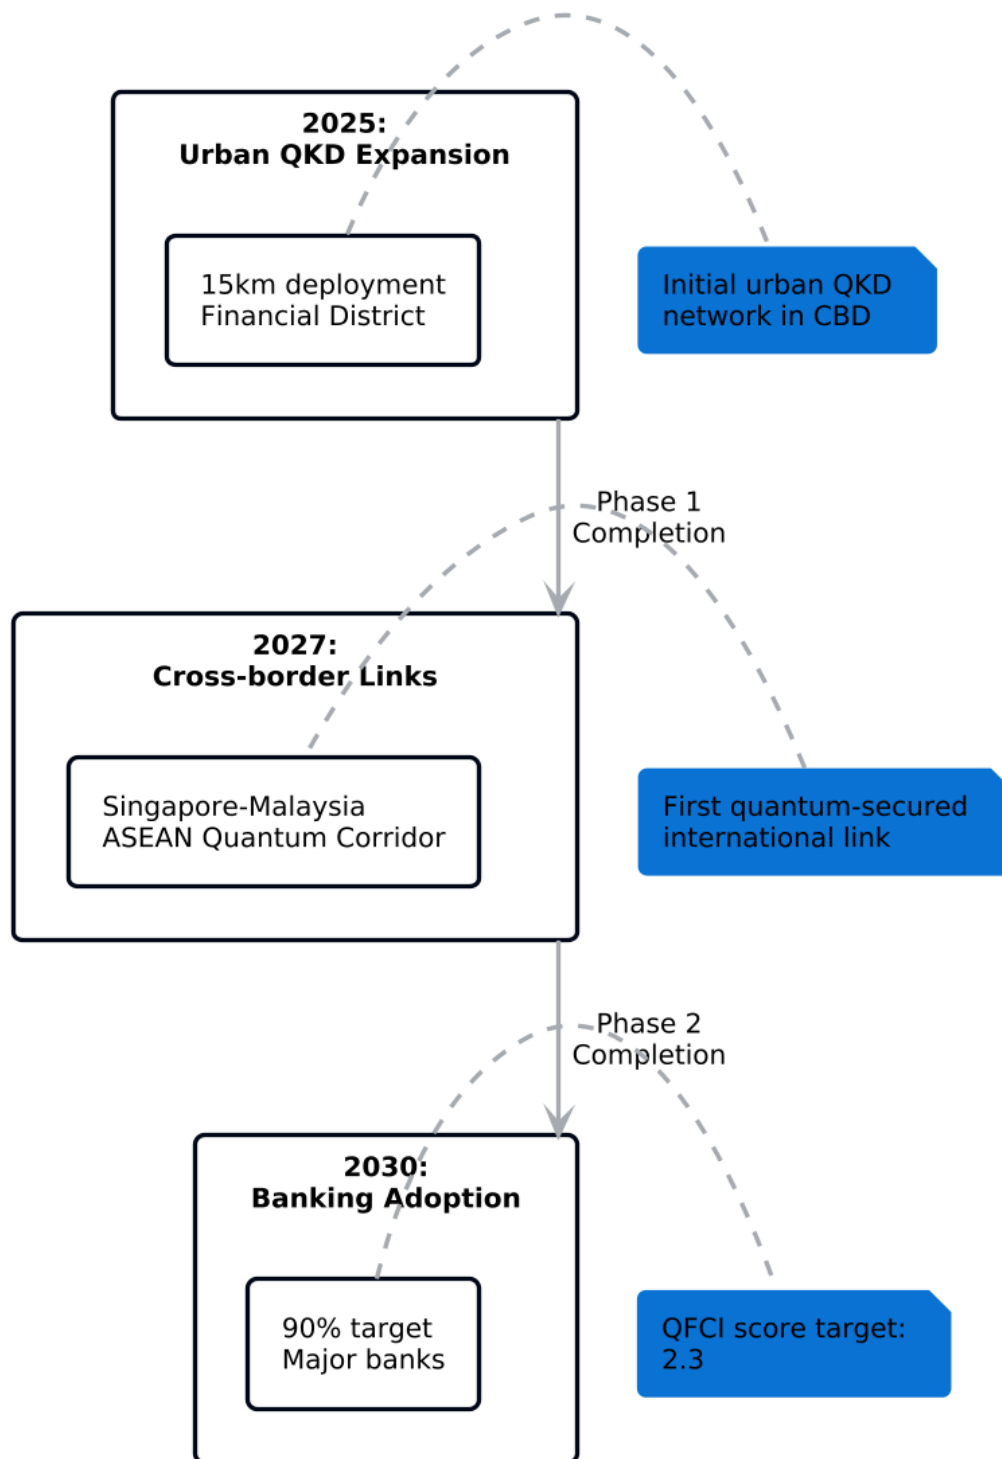 2025:
Urban QKD Expansion
15km deployment
Financial District
Initial urban QKD
network in CBD
Phase 1
Completion
2027:
Cross-border Links
Singapore-Malaysia
ASEAN Quantum Corridor
First quantum-secured
international link
Phase 2
Completion
2030:
Banking Adoption
90% target
Major banks
QFCI score target:
2.3